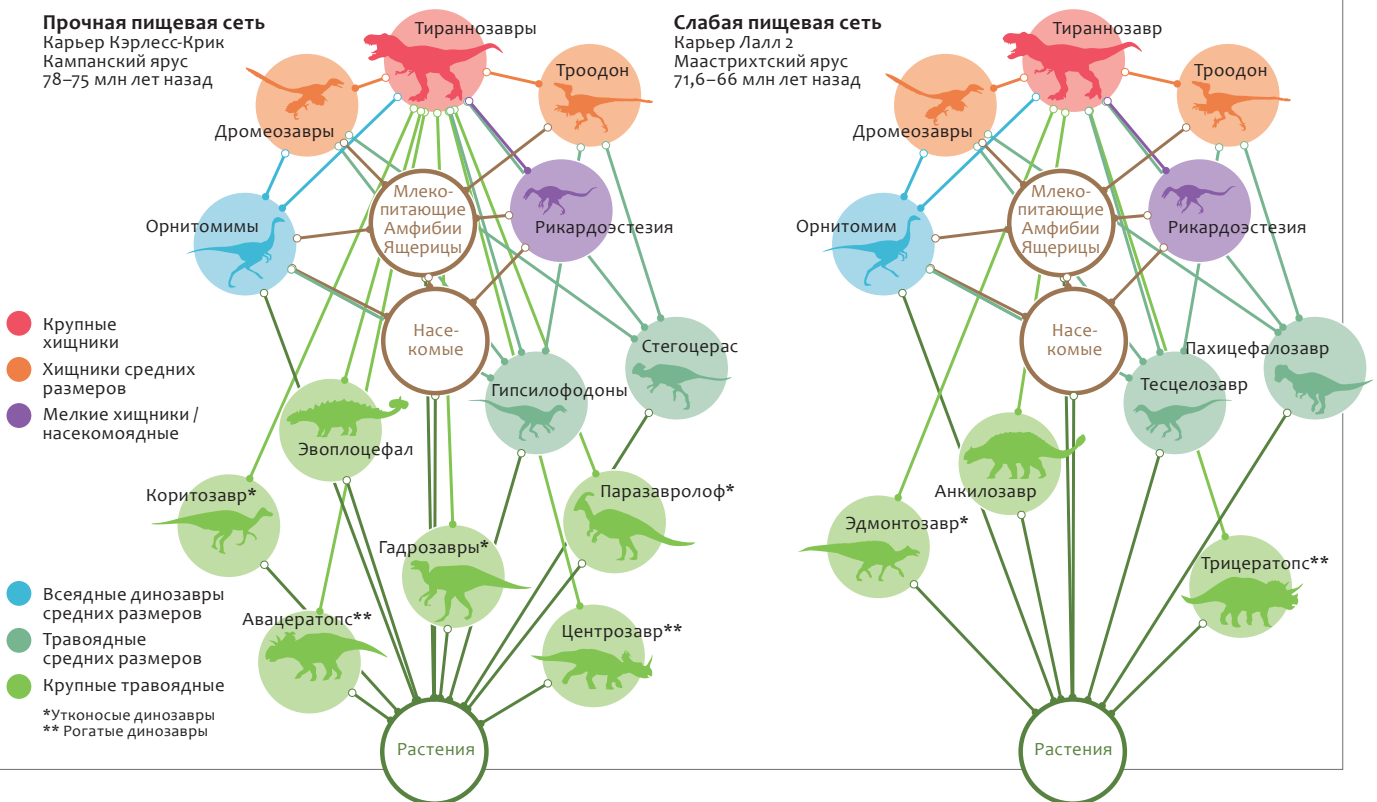 Прочная пищевая сеть
Карьер Кэрлесс-Крик
Кампанский ярус
78–75 млн лет назад
Тираннозавры
Троодон
Дромеозавры
Млеко-
питающие
Амфибии
Ящерицы
Орнитомимы
Рикардоэстезия
Насе-
комые
Стегоцерас
Гипсилофодоны
Эвоплоцефал
Коритозавр*
Паразавролоф*
Гадрозавры*
Авацератопс**
Центрозавр**
Растения
Крупные
хищники
Хищники средних
размеров
Мелкие хищники /
насекомоядные
Всеядные динозавры
средних размеров
Травоядные
средних размеров
Крупные травоядные
*Утконосые динозавры
** Рогатые динозавры
Слабая пищевая сеть
Карьер Лалл 2
Маастрихтский ярус
71,6–66 млн лет назад
Тираннозавр
Троодон
Дромеозавры
Млеко-
питающие
Амфибии
Ящерицы
Орнитомим
Рикардоэстезия
Насе-
комые
Пахицефалозавр
Тесцелозавр
Анкилозавр
Эдмонтозавр*
Трицератопс**
Растения